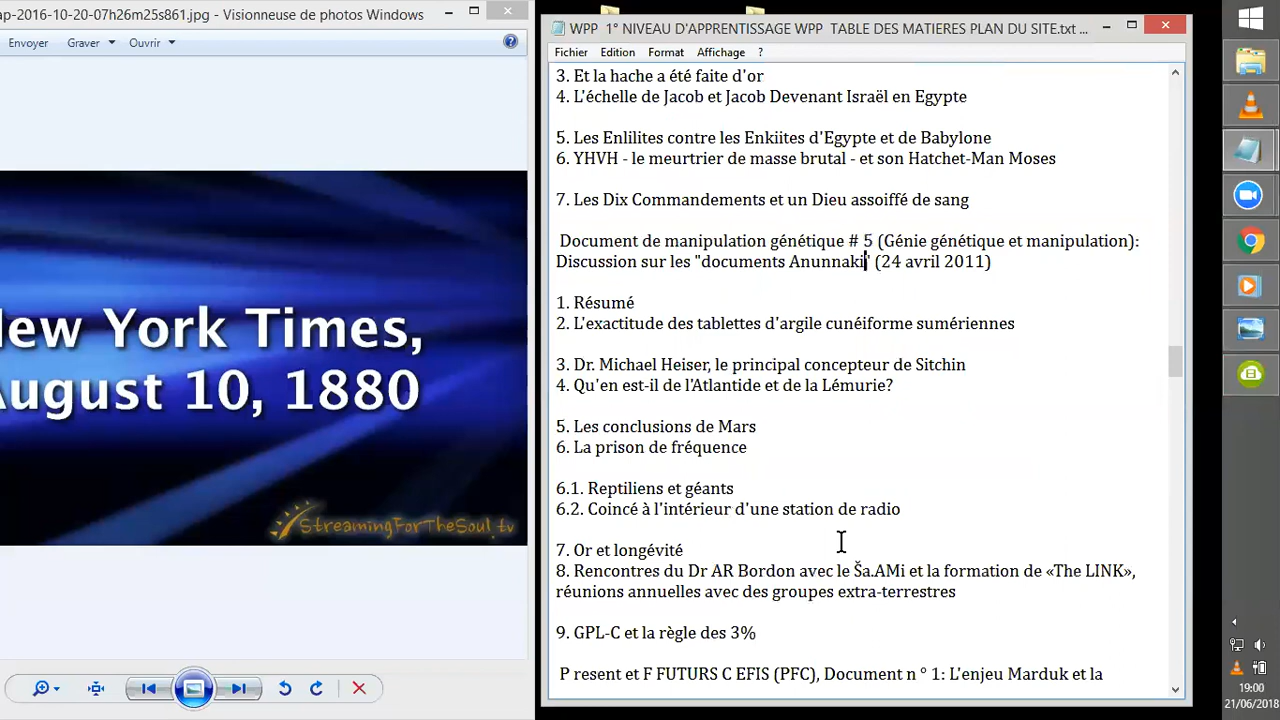 ap-2016-10-20-07h26m25s861.jpg - Visionneuse de photos Windows
Envoyer Graver Ouvrir
New York Times,
August 10, 1880
StreamingForTheSoul.tv
WPP 1° NIVEAU D'APPRENTISSAGE WPP TABLE DES MATIERES PLAN DU SITE.txt ...
Fichier Edition Format Affichage ?
3. Et la hache a été faite d'or
4. L'échelle de Jacob et Jacob Devenant Israël en Egypte
5. Les Enlilites contre les Enkiites d'Egypte et de Babylone
6. YHVH - le meurtrier de masse brutal - et son Hatchet-Man Moses
7. Les Dix Commandements et un Dieu assoiffé de sang
Document de manipulation génétique # 5 (Génie génétique et manipulation):
Discussion sur les "documents Anunnaki" (24 avril 2011)
1. Résumé
2. L'exactitude des tablettes d'argile cunéiforme sumériennes
3. Dr. Michael Heiser, le principal concepteur de Sitchin
4. Qu'en est-il de l'Atlantide et de la Lémurie?
5. Les conclusions de Mars
6. La prison de fréquence
6.1. Reptiliens et géants
6.2. Coincé à l'intérieur d'une station de radio
7. Or et longévité
8. Rencontres du Dr AR Bordon avec le Ša.AMi et la formation de «The LINK»,
réunions annuelles avec des groupes extra-terrestres
9. GPL-C et la règle des 3%
P resent et F FUTURS C EFIS (PFC), Document n ° 1: L'enjeu Marduk et la
19:00
21/06/2018